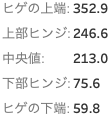 ヒゲの上端: 352.9
上部ヒンジ: 246.6
中央値: 213.0
下部ヒンジ: 75.6
ヒゲの下端: 59.8